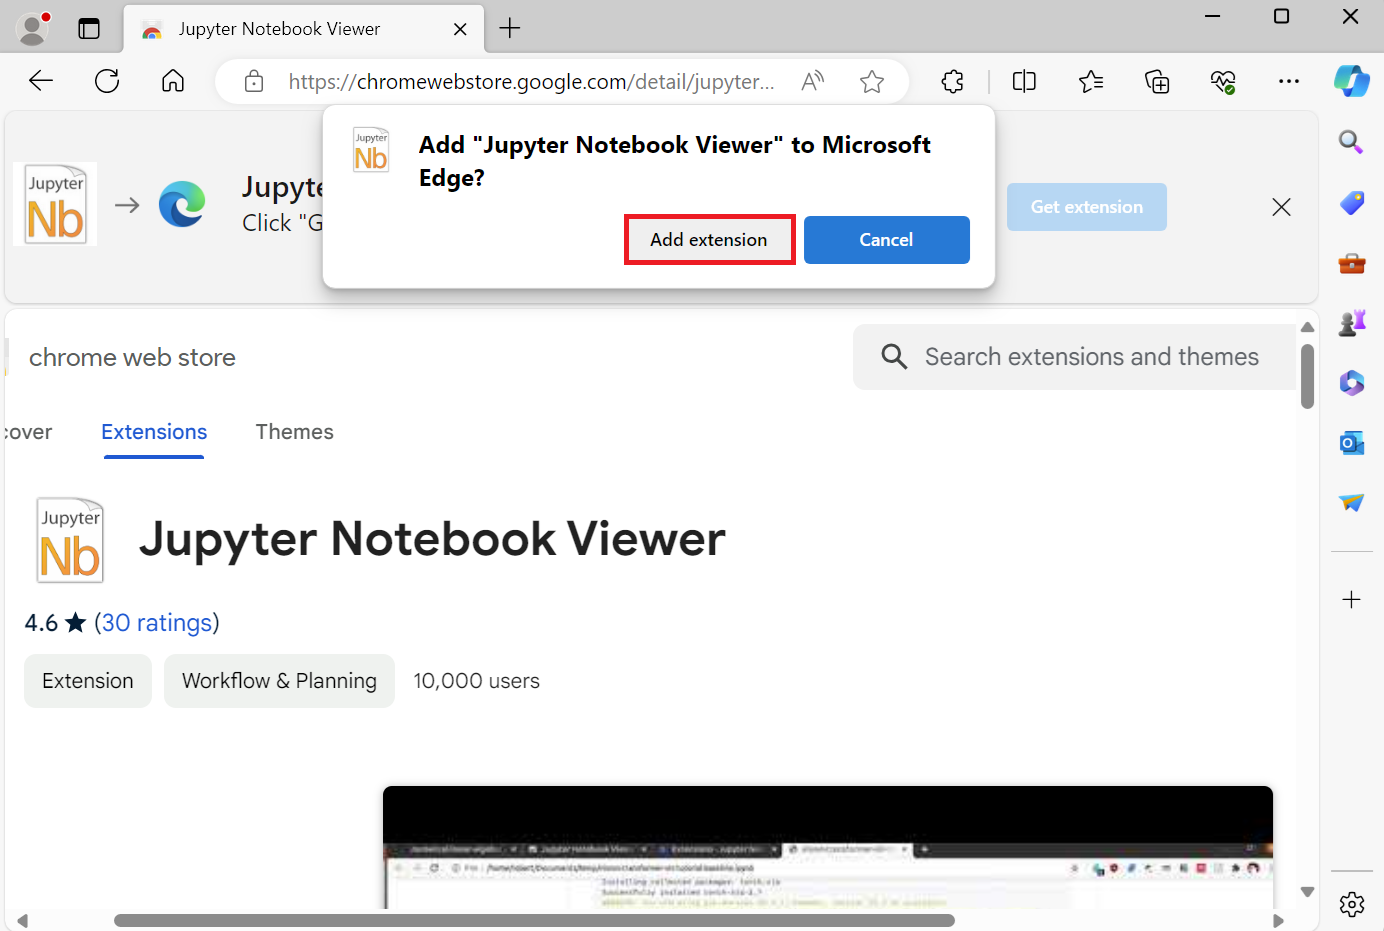 Jupyter Notebook Viewer
https://chromewebstore.google.com/detail/jupyter...
Jupyter
Nb
Add "Jupyter Notebook Viewer" to Microsoft
Edge?
Add extension
Cancel
Jupyter
Nb
Jupyte
Click "G
Get extension
chrome web store
Search extensions and themes
cover
Extensions
Themes
Jupyter
Nb
Jupyter Notebook Viewer
4.6 ★ (30 ratings)
Extension
Workflow & Planning
10,000 users